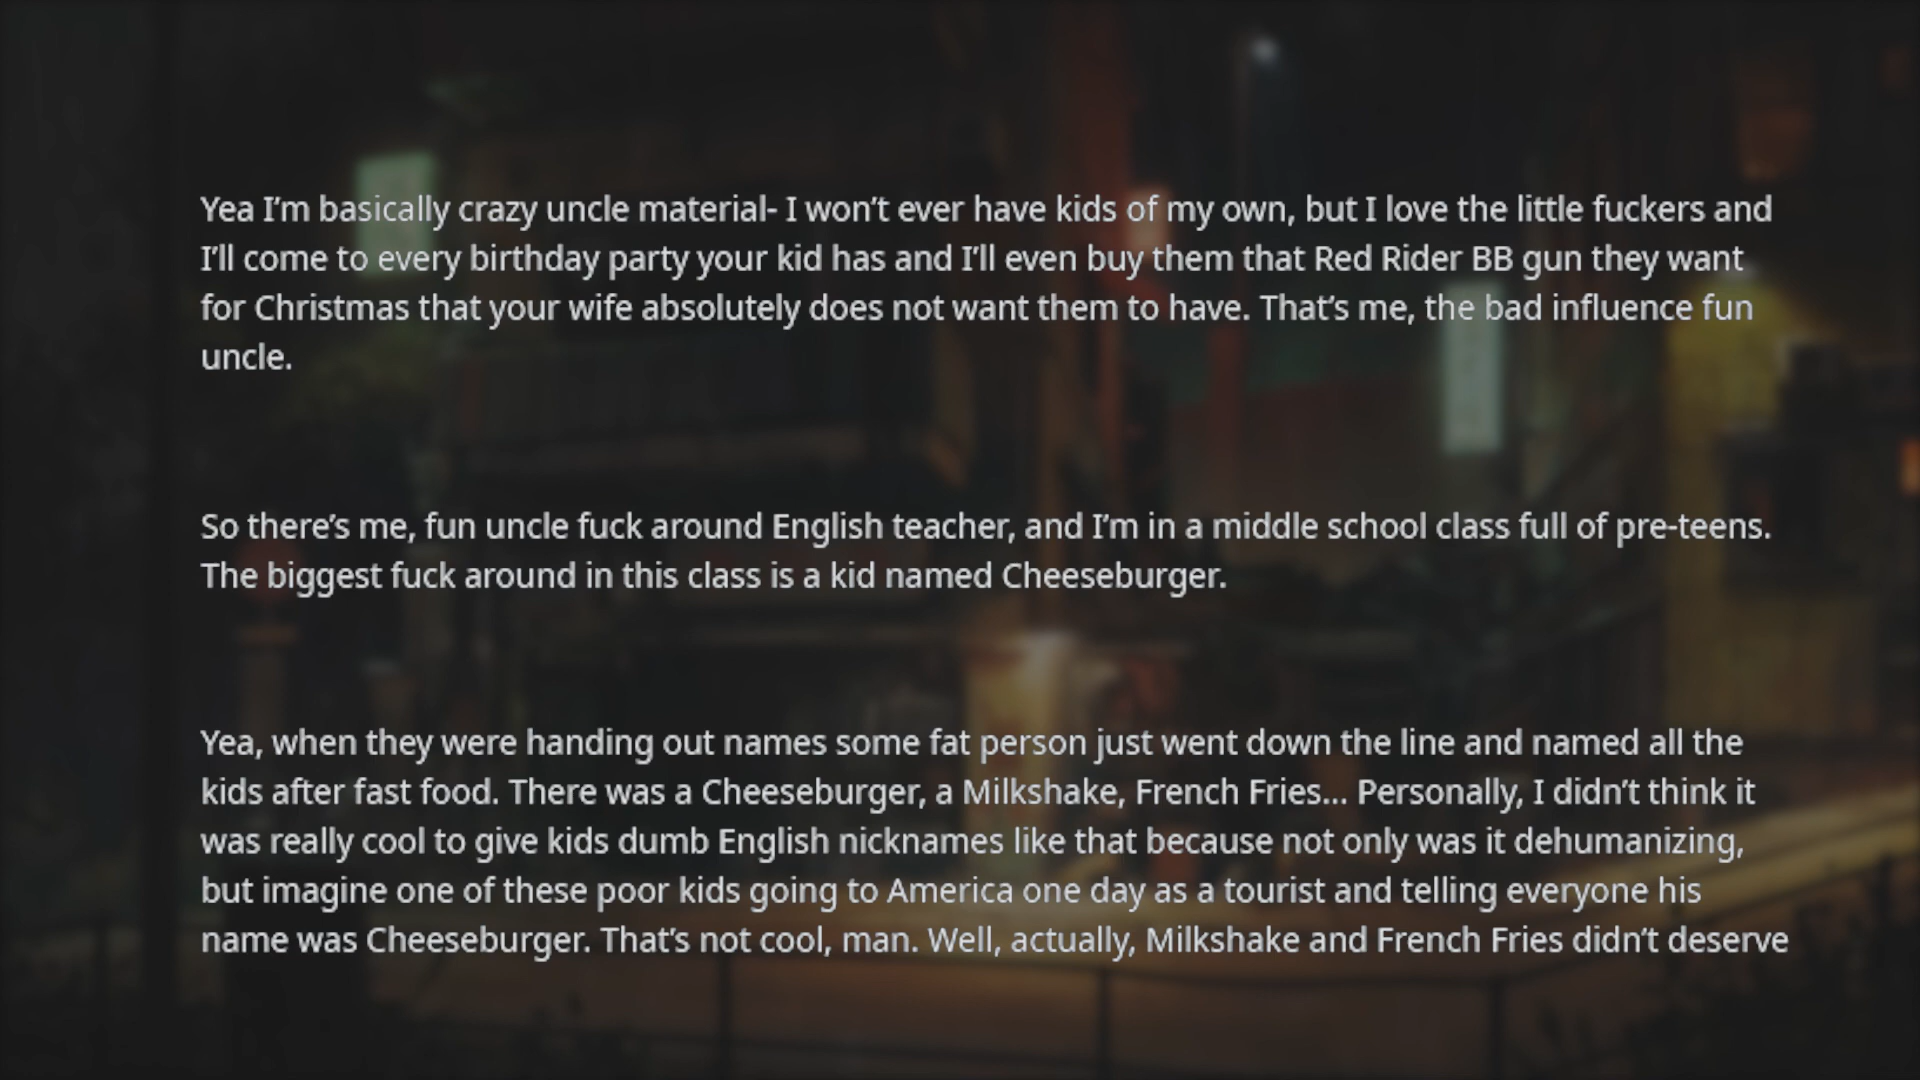 Yea I’m basically crazy uncle material- I won’t ever have kids of my own, but I love the little fuckers and
I’ll come to every birthday party your kid has and I’ll even buy them that Red Rider BB gun they want
for Christmas that your wife absolutely does not want them to have. That’s me, the bad influence fun
uncle.
So there’s me, fun uncle fuck around English teacher, and I’m in a middle school class full of pre-teens.
The biggest fuck around in this class is a kid named Cheeseburger.
Yea, when they were handing out names some fat person just went down the line and named all the
kids after fast food. There was a Cheeseburger, a Milkshake, French Fries... Personally, I didn’t think it
was really cool to give kids dumb English nicknames like that because not only was it dehumanizing,
but imagine one of these poor kids going to America one day as a tourist and telling everyone his
name was Cheeseburger. That’s not cool, man. Well, actually, Milkshake and French Fries didn’t deserve